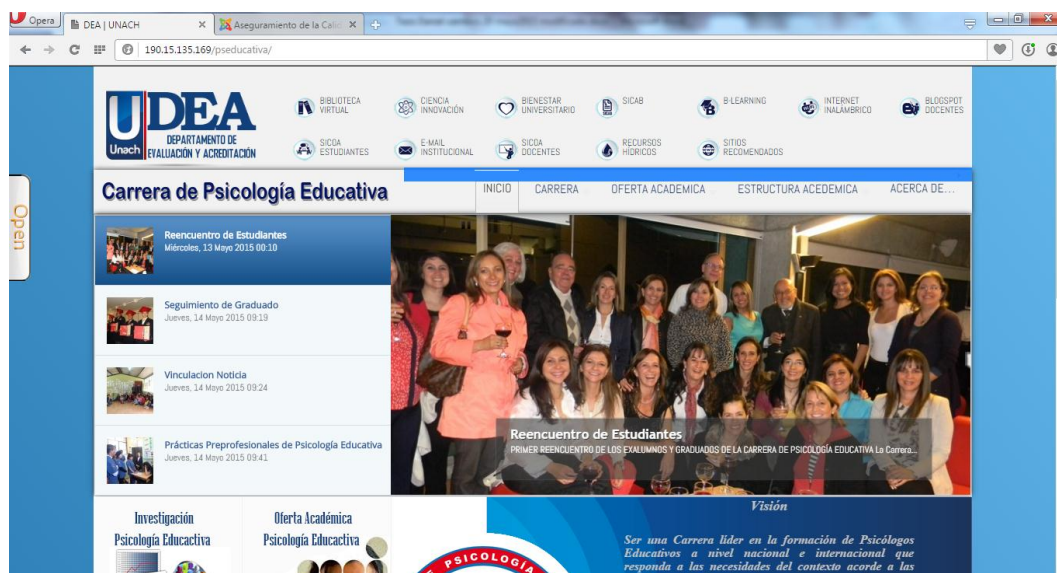 Opera
DEA | UNACH
Aseguramiento de la Cali
190.15.135.169/pseducativa/
Unach
UDEA
DEPARTAMENTO DE
EVALUACIÓN Y ACREDITACIÓN
BIBLIOTECA
VIRTUAL
CIENCIA
INNOVACIÓN
BIENESTAR
UNIVERSITARIO
SICAB
B-LEARNING
INTERNET
INALÁMBRICO
BLOGSPOT
DOCENTES
SICOA
ESTUDIANTES
E-MAIL
INSTITUCIONAL
SICOA
DOCENTES
RECURSOS
HIDRICOS
SITIOS
RECOMENDADOS
Carrera de Psicología Educativa
INICIO
CARRERA
OFERTA ACADEMICA
ESTRUCTURA ACEDEMICA
ACERCA DE...
Open
Reencuentro de Estudiantes
Miércoles, 13 Mayo 2015 00:10
Seguimiento de Graduado
Jueves, 14 Mayo 2015 09:19
Vinculacion Noticia
Jueves, 14 Mayo 2015 09:24
Prácticas Preprofesionales de Psicología Educativa
Jueves, 14 Mayo 2015 09:41
Reencuentro de Estudiantes
PRIMER REENCUENTRO DE LOS EXALUMNOS Y GRADUADOS DE LA CARRERA DE PSICOLOGÍA EDUCATIVA La Carrera...
Investigación
Psicología Educactiva
Oferta Académica
Psicología Educactiva
E PSICOLOGÍA
Visión
Ser una Carrera líder en la formación de Psicólogos
Educativos a nivel nacional e internacional que
responda a las necesidades del contexto acorde a las